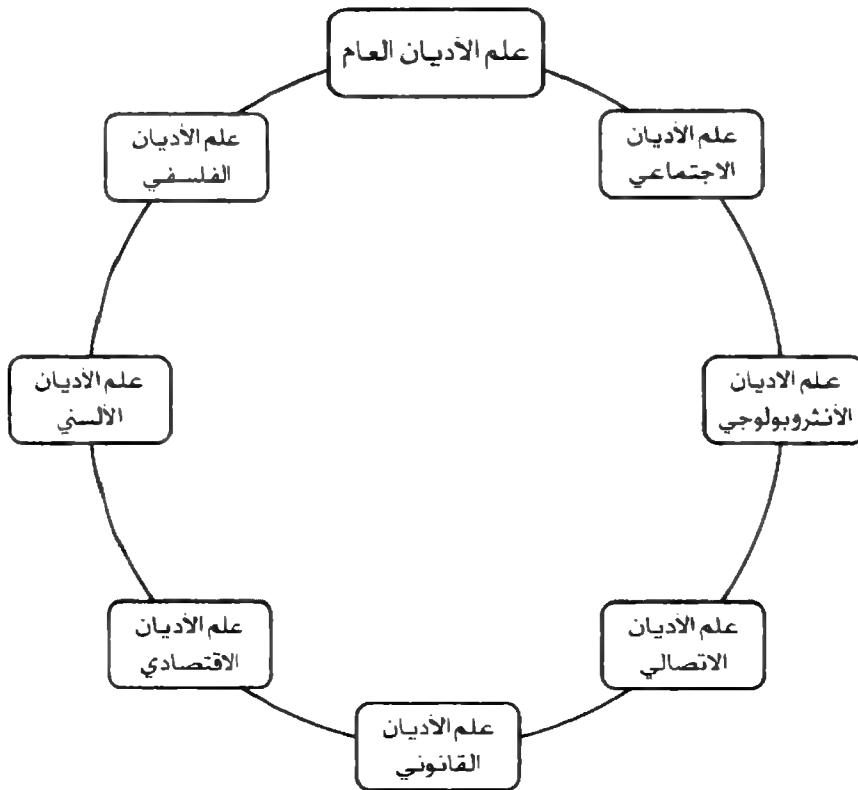 علم الأديان العام
علم الأديان
الاجتماعي
علم الاديان
الأنثروبولوجي
علم الأديان
الاتصالي
علم الأديان
القانوني
علم الأديان
الاقتصادي
علم الأديان
الألسني
علم الأديان
الفلسفي